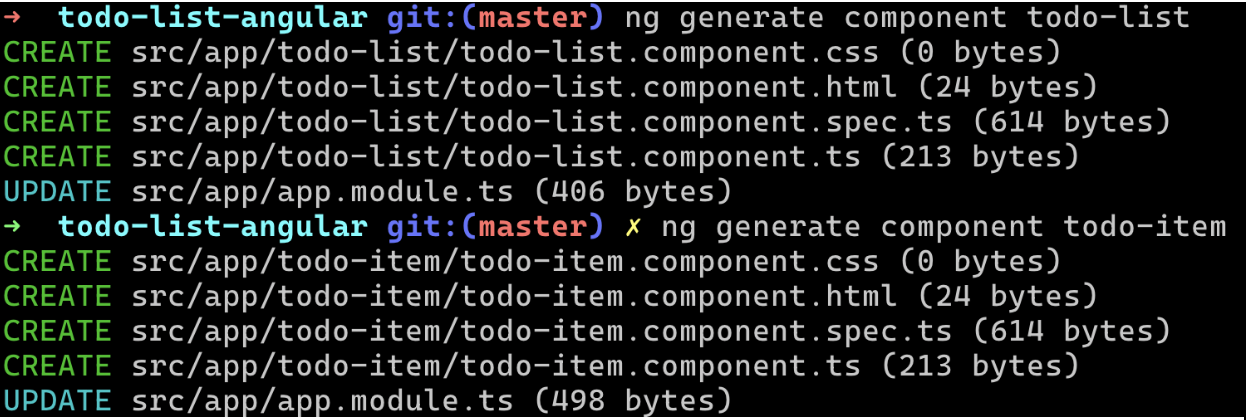 → todo-list-angular git:(master) ng generate component todo-list
CREATE src/app/todo-list/todo-list.component.css (0 bytes)
CREATE src/app/todo-list/todo-list.component.html (24 bytes)
CREATE src/app/todo-list/todo-list.component.spec.ts (614 bytes)
CREATE src/app/todo-list/todo-list.component.ts (213 bytes)
UPDATE src/app/app.module.ts (406 bytes)
→ todo-list-angular git:(master) ✗ ng generate component todo-item
CREATE src/app/todo-item/todo-item.component.css (0 bytes)
CREATE src/app/todo-item/todo-item.component.html (24 bytes)
CREATE src/app/todo-item/todo-item.component.spec.ts (614 bytes)
CREATE src/app/todo-item/todo-item.component.ts (213 bytes)
UPDATE src/app/app.module.ts (498 bytes)